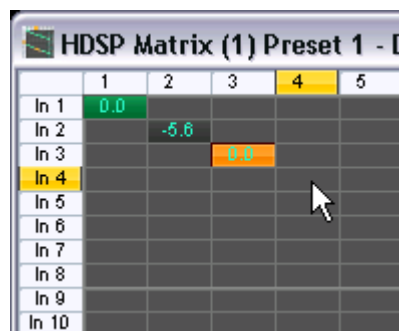 HDSP Matrix (1) Preset 1 -
1 2 3 4 5
In 1 0.0
In 2 -5.6
In 3 0.0
In 4
In 5
In 6
In 7
In 8
In 9
In 10